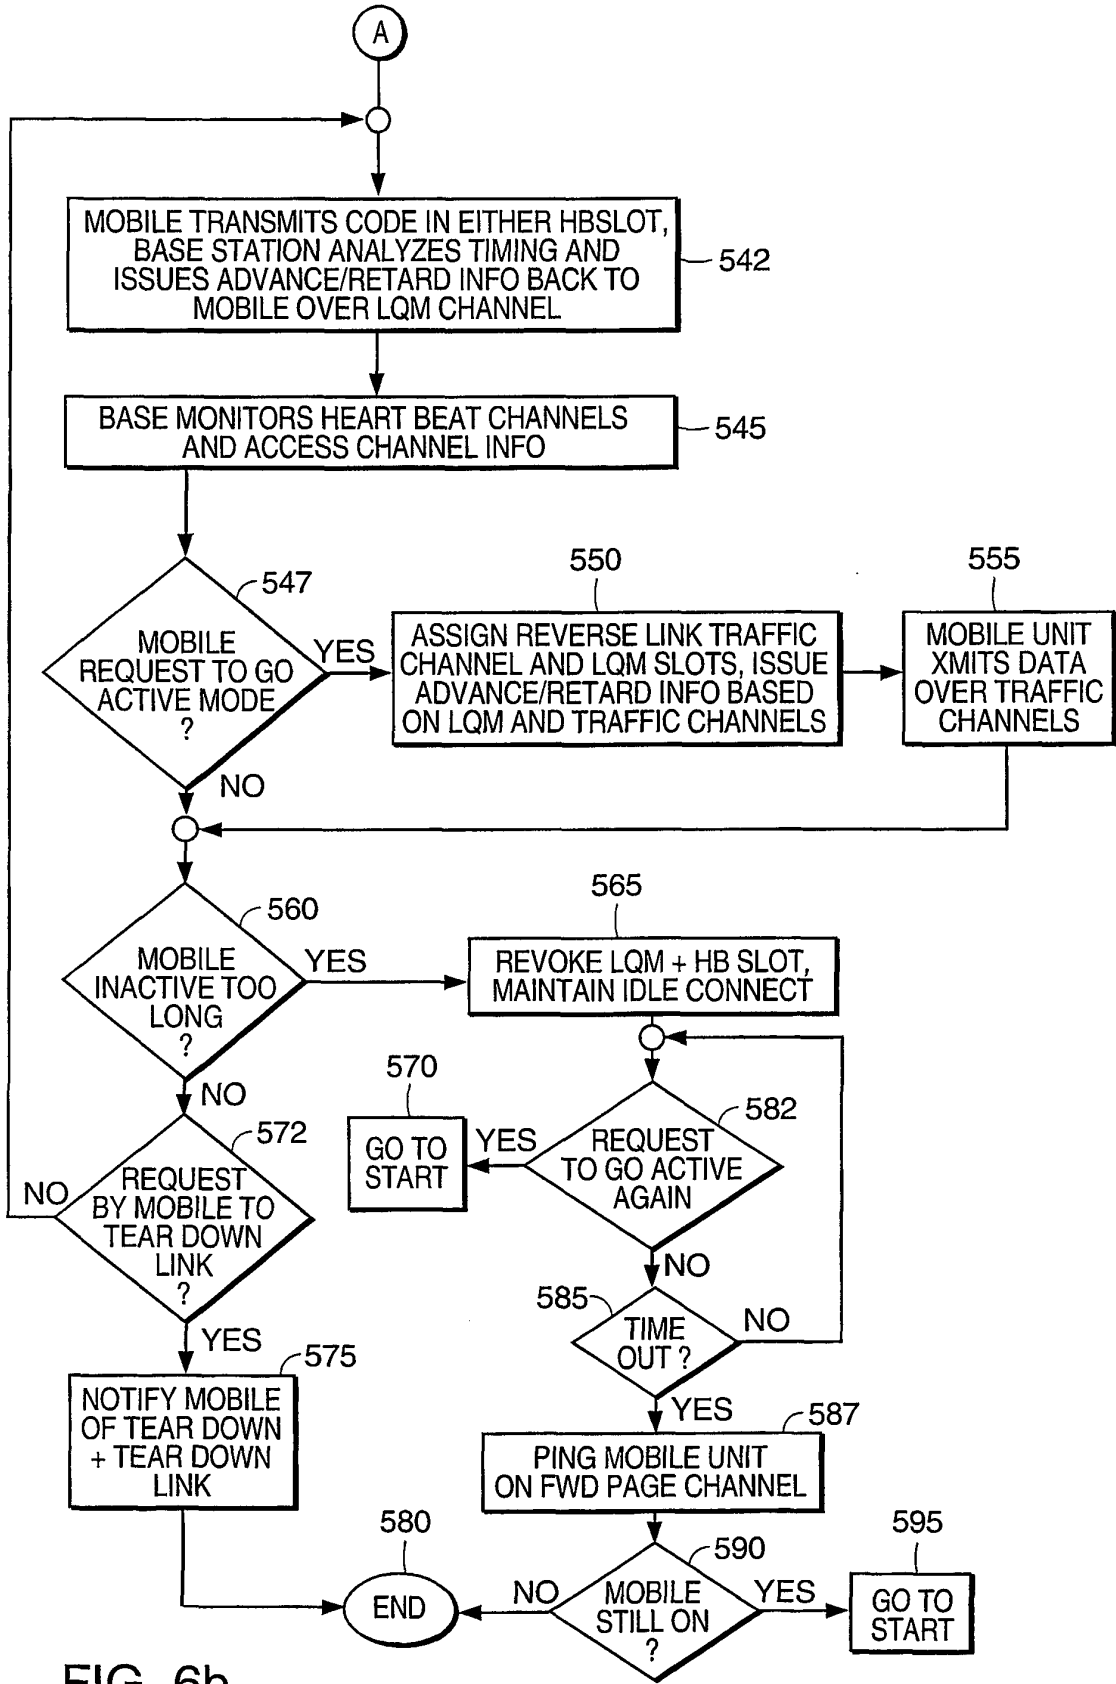 A
MOBILE TRANSMITS CODE IN EITHER HBSLOT,
BASE STATION ANALYZES TIMING AND
ISSUES ADVANCE/RETARD INFO BACK TO
MOBILE OVER LQM CHANNEL
542
BASE MONITORS HEART BEAT CHANNELS
AND ACCESS CHANNEL INFO
545
547
MOBILE
REQUEST TO GO
ACTIVE MODE
?
YES
NO
550
ASSIGN REVERSE LINK TRAFFIC
CHANNEL AND LQM SLOTS, ISSUE
ADVANCE/RETARD INFO BASED
ON LQM AND TRAFFIC CHANNELS
555
MOBILE UNIT
XMITS DATA
OVER TRAFFIC
CHANNELS
560
MOBILE
INACTIVE TOO
LONG
?
YES
NO
565
REVOKE LQM + HB SLOT,
MAINTAIN IDLE CONNECT
570
GO TO
START
YES
582
REQUEST
TO GO ACTIVE
AGAIN
NO
572
REQUEST
BY MOBILE TO
TEAR DOWN
LINK
?
NO
YES
585
TIME
OUT ?
NO
YES
575
NOTIFY MOBILE
OF TEAR DOWN
+ TEAR DOWN
LINK
587
PING MOBILE UNIT
ON FWD PAGE CHANNEL
580
END
NO
590
MOBILE
STILL ON
?
YES
595
GO TO
START
FIG. 6b